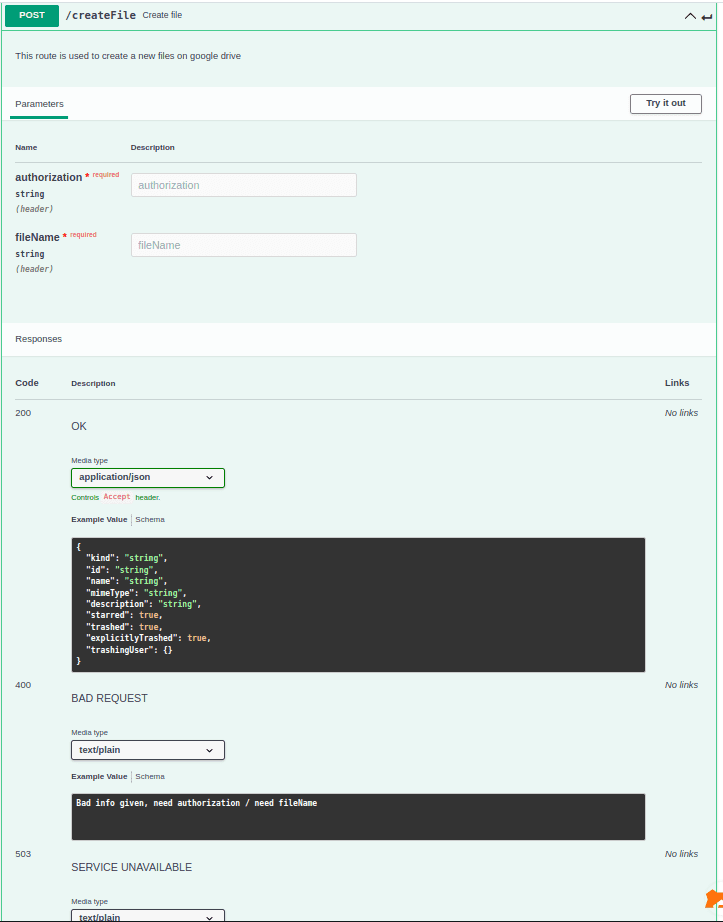 POST /createFile Create file
This route is used to create a new files on google drive
Parameters
Try it out
Name Description
authorization * required
string
(header)
authorization
fileName * required
string
(header)
fileName
Responses
Code Description Links
200 No links
OK
Media type
application/json
Controls Accept header.
Example Value Schema
{
"kind": "string",
"id": "string",
"name": "string",
"mimeType": "string",
"description": "string",
"starred": true,
"trashed": true,
"explicitlyTrashed": true,
"trashingUser": {}
}
400 No links
BAD REQUEST
Media type
text/plain
Example Value Schema
Bad info given, need authorization / need fileName
503 No links
SERVICE UNAVAILABLE
Media type
text/plain